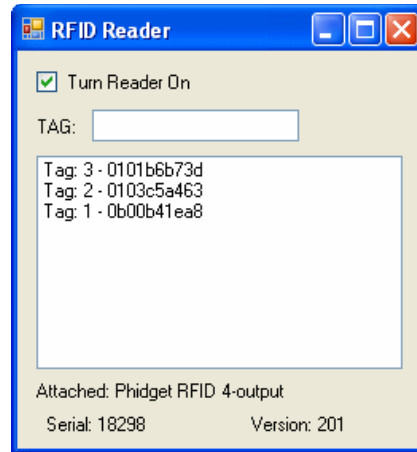 RFID Reader
Turn Reader On
TAG:
Tag: 3 - 0101b6b73d
Tag: 2 - 0103c5a463
Tag: 1 - 0b00b41ea8
Attached: Phidget RFID 4-output
Serial: 18298 Version: 201